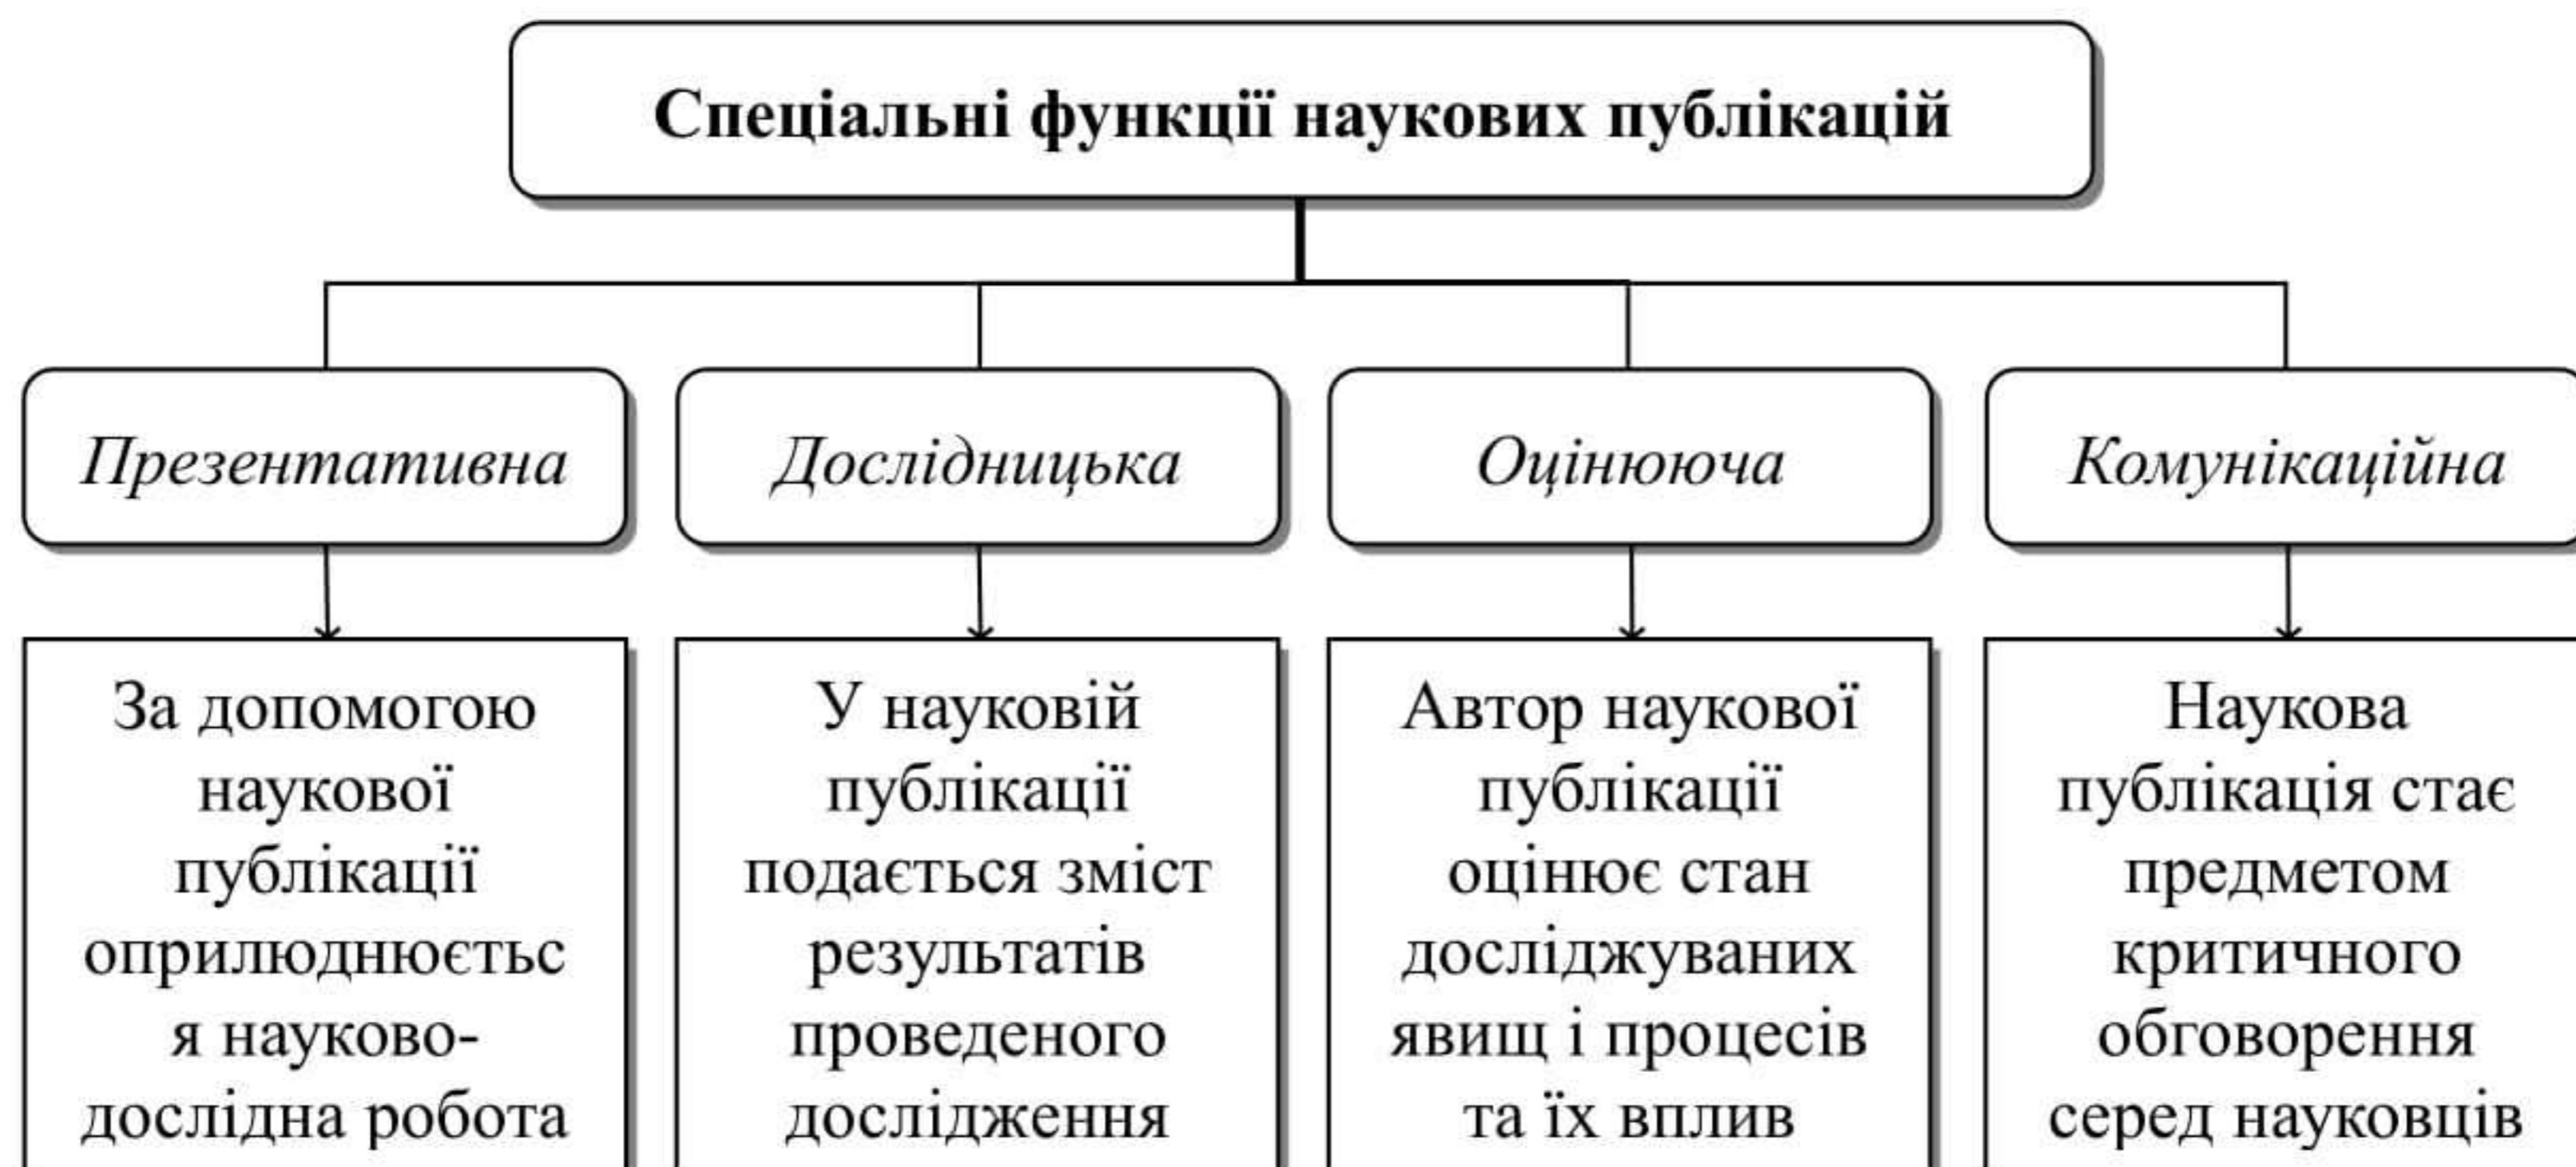 Спеціальні функції наукових публікацій
Презентативна
Дослідницька
Оцінююча
Комунікаційна
За допомогою
наукової
публікації
оприлюднюєтьс
я науково-
дослідна робота
У науковій
публікації
подається зміст
результатів
проведеного
дослідження
Автор наукової
публікації
оцінює стан
досліджуваних
явищ і процесів
та їх вплив
Наукова
публікація стає
предметом
критичного
обговорення
серед науковців